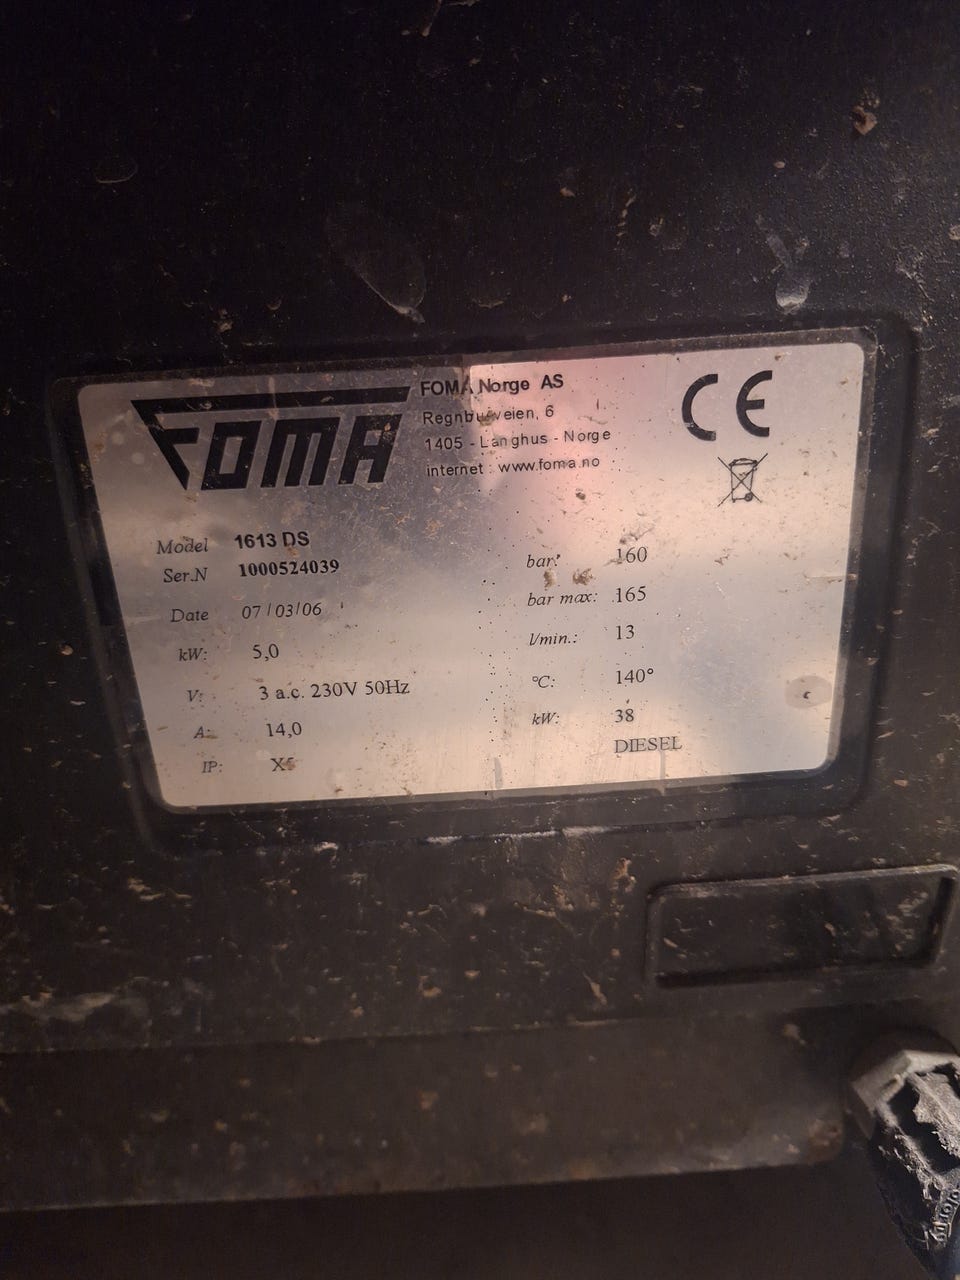 FOMA
FOMA Norge AS
Regnbueveien, 6
1405 - Langhus - Norge
internet : www.foma.no
CE
Model 1613 DS
Ser.N 1000524039
Date 07/03/06
kW: 5,0
V: 3 a.c. 230V 50Hz
A: 14,0
IP: X5
bar: 160
bar max: 165
l/min.: 13
°C: 140°
kW: 38
DIESEL